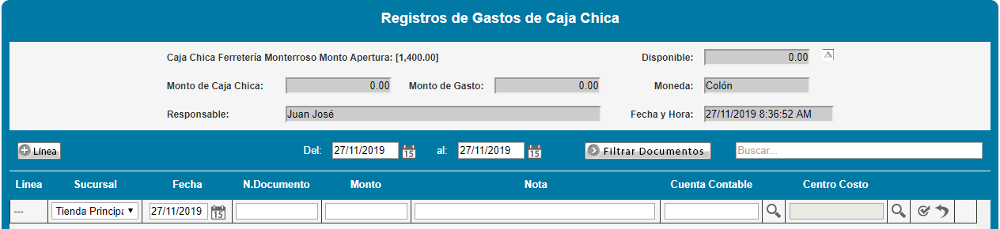 Registros de Gastos de Caja Chica
Caja Chica Ferretería Monterroso Monto Apertura: [1,400.00] Disponible: 0.00
Monto de Caja Chica: 0.00 Monto de Gasto: 0.00 Moneda: Colón
Responsable: Juan José Fecha y Hora: 27/11/2019 8:36:52 AM
Línea Del: 27/11/2019 15 al: 27/11/2019 15 Filtrar Documentos Buscar...
Línea Sucursal Fecha N.Documento Monto Nota Cuenta Contable Centro Costo
--- Tienda Principa 27/11/2019 15